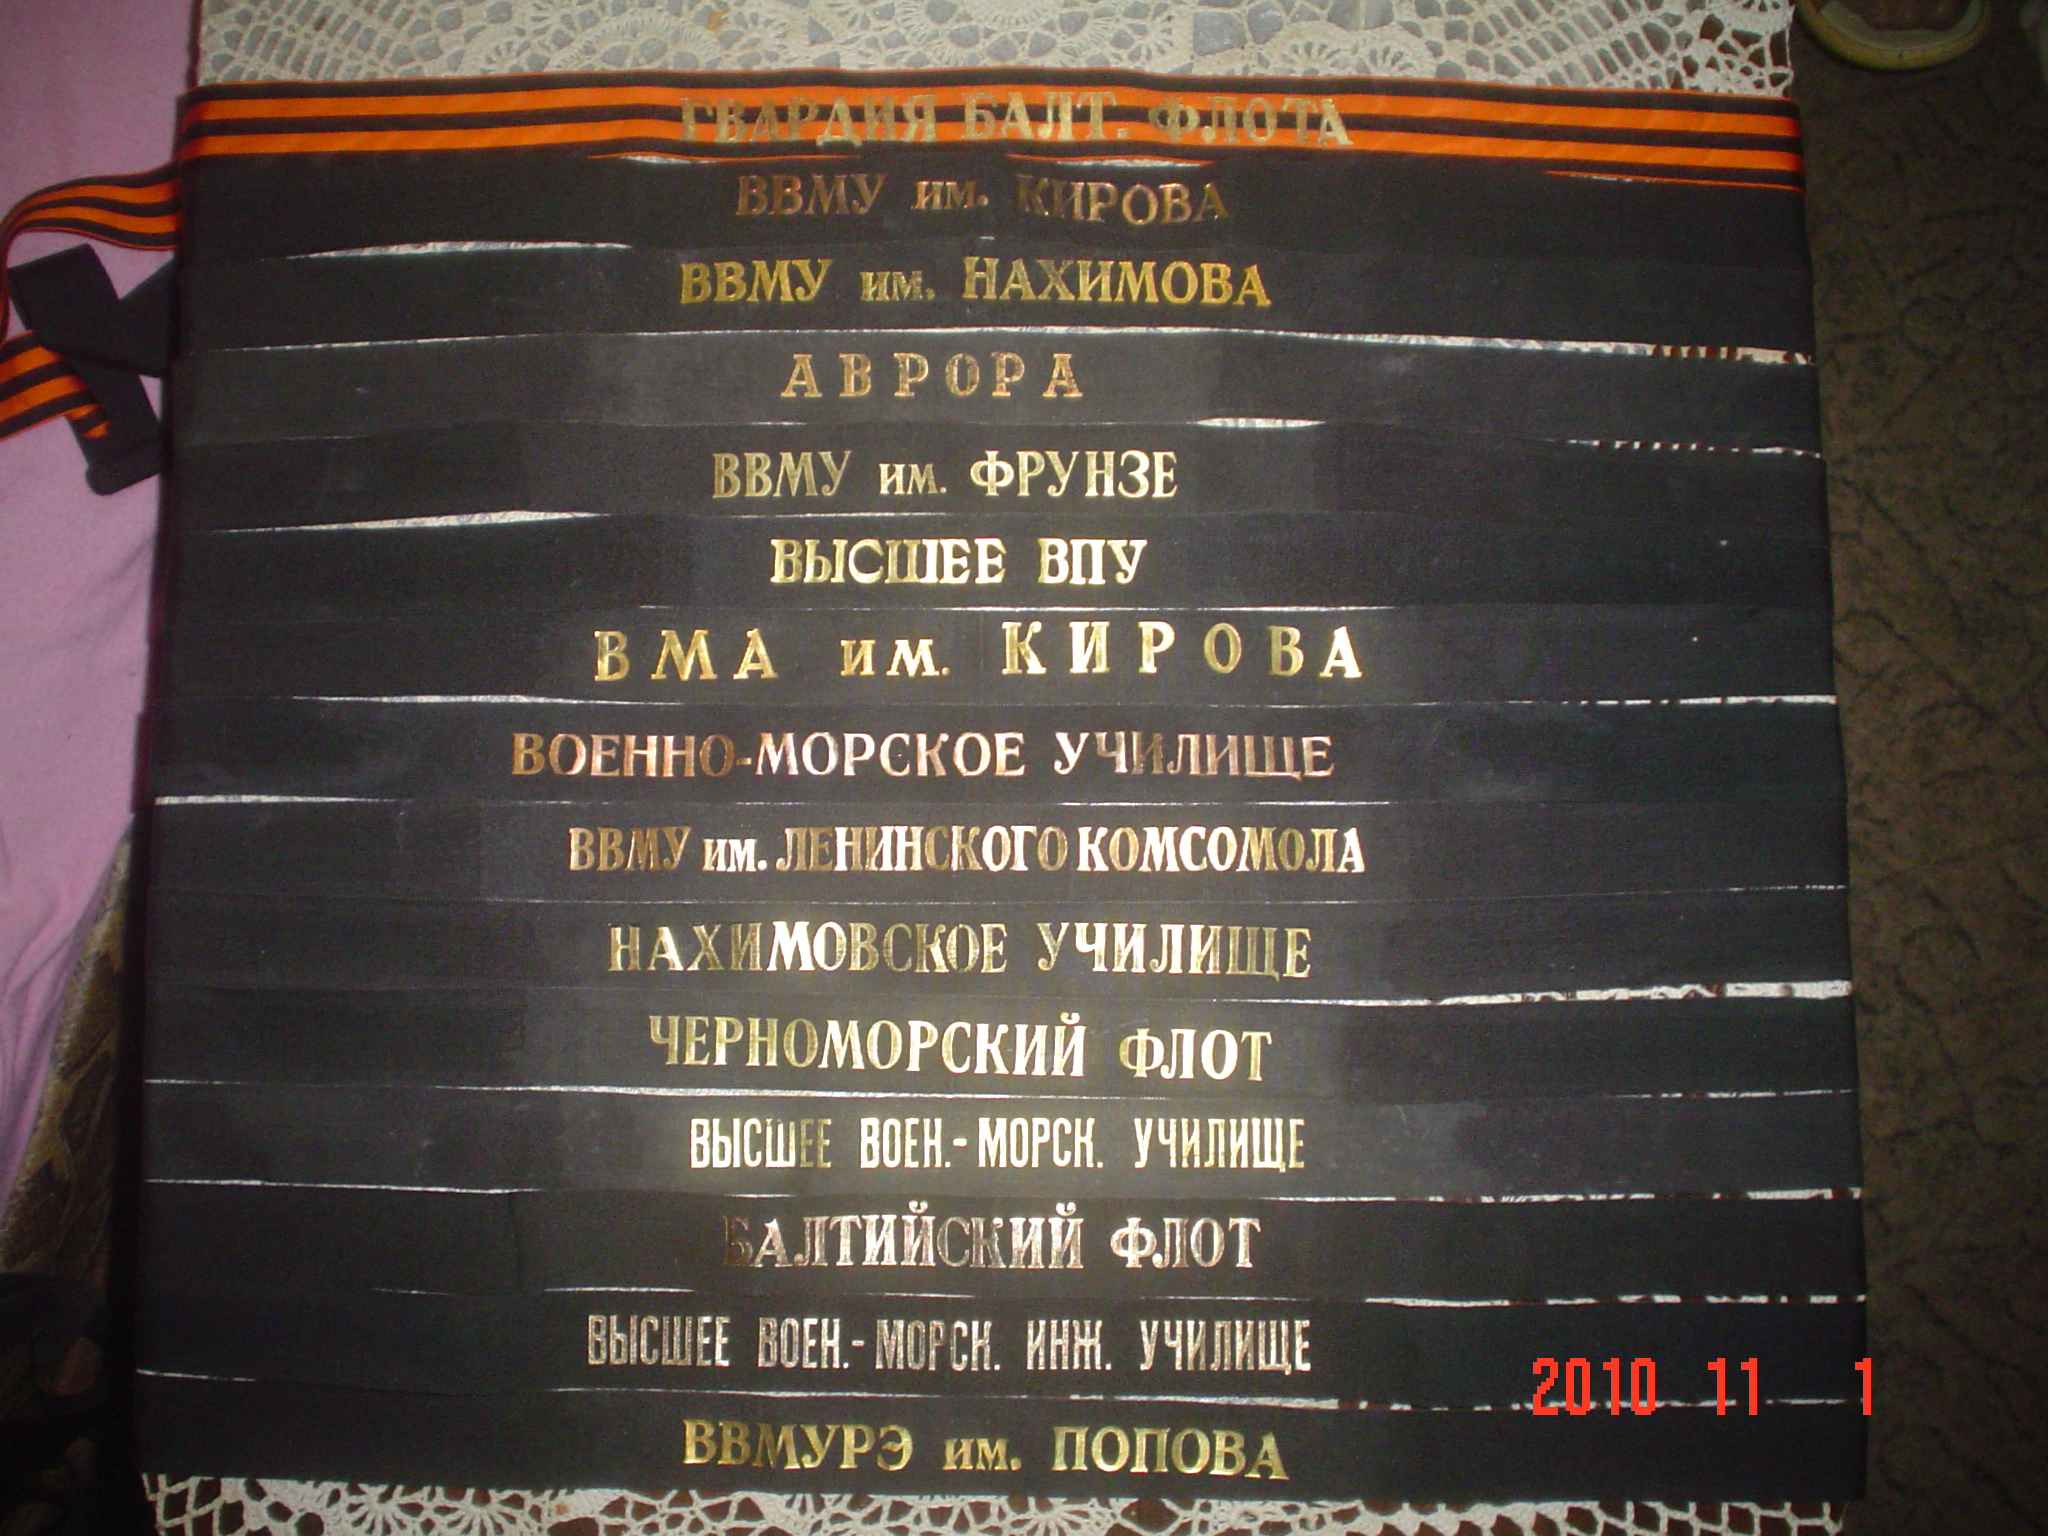 ГВАРДИЯ БАЛТ. ФЛОТА
ВВМУ им. КИРОВА
ВВМУ им. НАХИМОВА
АВРОРА
ВВМУ им. ФРУНЗЕ
ВЫСШЕЕ ВПУ
ВМА им. КИРОВА
ВОЕННО-МОРСКОЕ УЧИЛИЩЕ
ВВМУ им. ЛЕНИНСКОГО КОМСОМОЛА
НАХИМОВСКОЕ УЧИЛИЩЕ
ЧЕРНОМОРСКИЙ ФЛОТ
ВЫСШЕЕ ВОЕН.-МОРСК. УЧИЛИЩЕ
БАЛТИЙСКИЙ ФЛОТ
ВЫСШЕЕ ВОЕН.-МОРСК. ИНЖ. УЧИЛИЩЕ
2010 11 1
ВВМУРЭ им. ПОПОВА